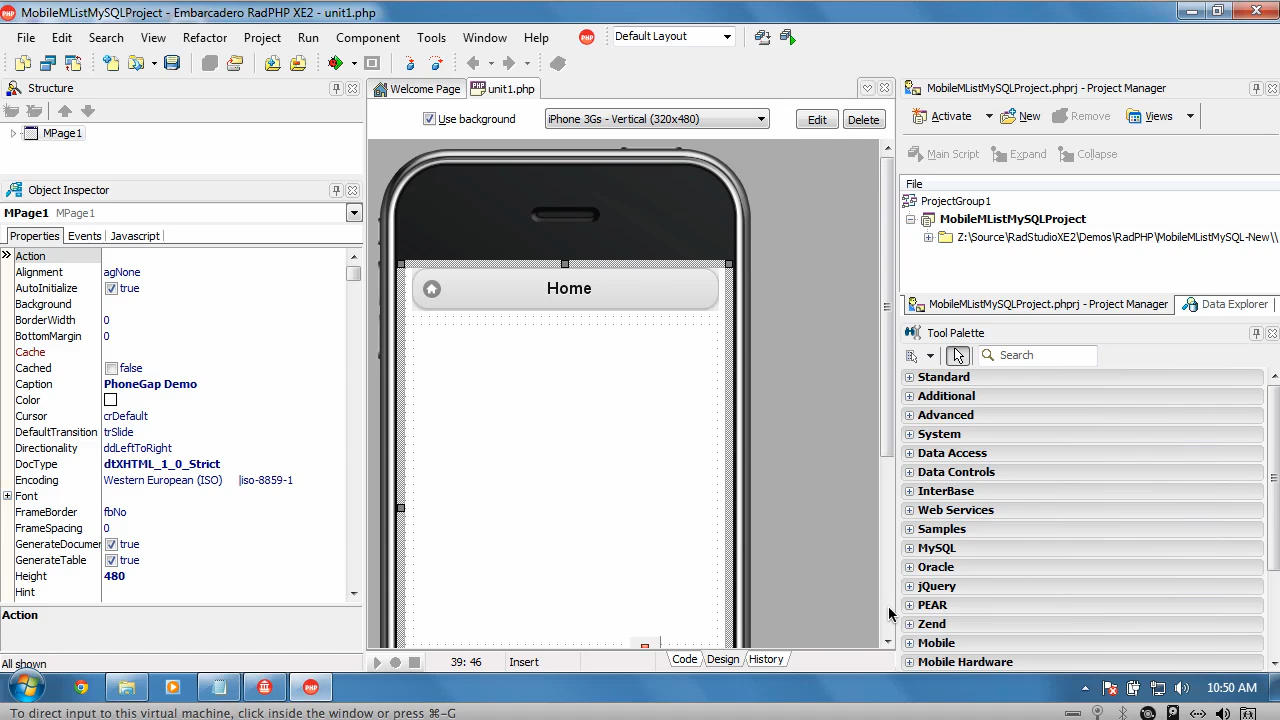 MobileMListMySQLProject - Embarcadero RadPHP XE2 - unit1.php
File Edit Search View Refactor Project Run Component Tools Window Help Default Layout
Structure
MPage1
Object Inspector
MPage1 MPage1
Properties Events Javascript
Action
Alignment agNone
AutoInitialize true
Background
BorderWidth 0
BottomMargin 0
Cache
Cached false
Caption PhoneGap Demo
Color
Cursor crDefault
DefaultTransition trSlide
Directionality ddLeftToRight
DocType dtXHTML_1_0_Strict
Encoding Western European (ISO) |iso-8859-1
Font
FrameBorder fbNo
FrameSpacing 0
GenerateDocumen true
GenerateTable true
Height 480
Hint
Action
All shown
Welcome Page unit1.php
Use background iPhone 3Gs - Vertical (320x480) Edit Delete
Home
39: 46 Insert Code Design History
MobileMListMySQLProject.phprj - Project Manager
Activate New Remove Views
Main Script Expand Collapse
File
ProjectGroup1
MobileMListMySQLProject
Z:\Source\RadStudioXE2\Demos\RadPHP\MobileMListMySQL-New\\
MobileMListMySQLProject.phprj - Project Manager Data Explorer
Tool Palette
Search
Standard
Additional
Advanced
System
Data Access
Data Controls
InterBase
Web Services
Samples
MySQL
Oracle
jQuery
PEAR
Zend
Mobile
Mobile Hardware
10:50 AM
To direct input to this virtual machine, click inside the window or press ⌘-G